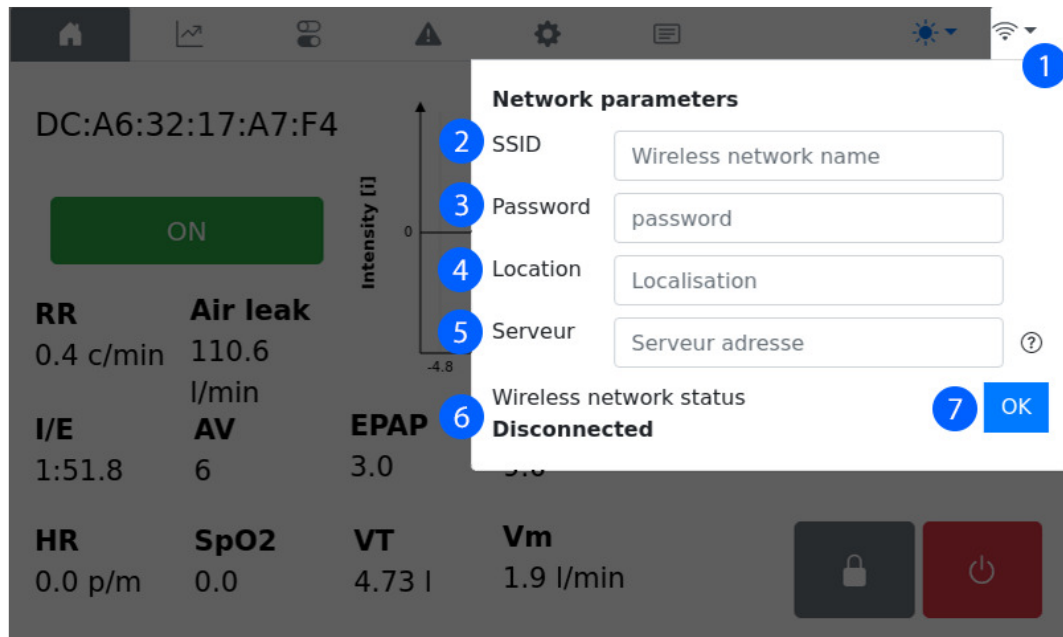 1
Network parameters
2 SSID Wireless network name
3 Password password
4 Location Localisation
5 Serveur Serveur adresse ?
6 Wireless network status
Disconnected
7 OK
DC:A6:32:17:A7:F4
ON
Intensity [i]
0
-4.8
RR Air leak
0.4 c/min 110.6
l/min
I/E AV EPAP
1:51.8 6 3.0
HR SpO2 VT Vm
0.0 p/m 0.0 4.73 l 1.9 l/min